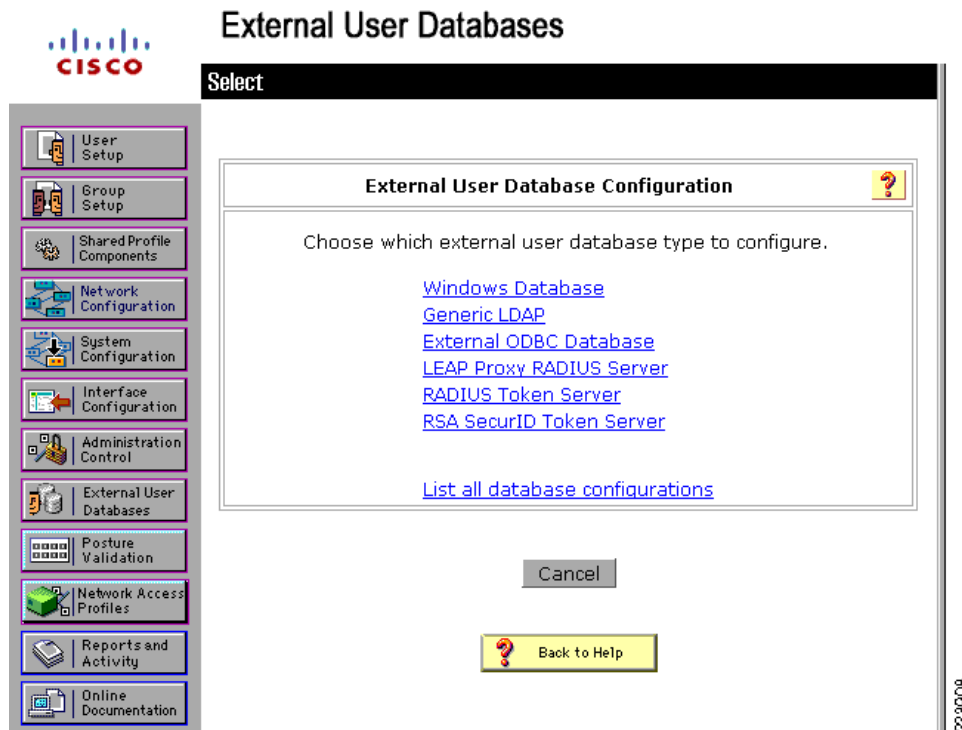 External User Databases
CISCO
Select
User
Setup
Group
Setup
Shared Profile
Components
Network
Configuration
System
Configuration
Interface
Configuration
Administration
Control
External User
Databases
Posture
Validation
Network Access
Profiles
Reports and
Activity
Online
Documentation
External User Database Configuration
?
Choose which external user database type to configure.
Windows Database
Generic LDAP
External ODBC Database
LEAP Proxy RADIUS Server
RADIUS Token Server
RSA SecurID Token Server
List all database configurations
Cancel
? Back to Help